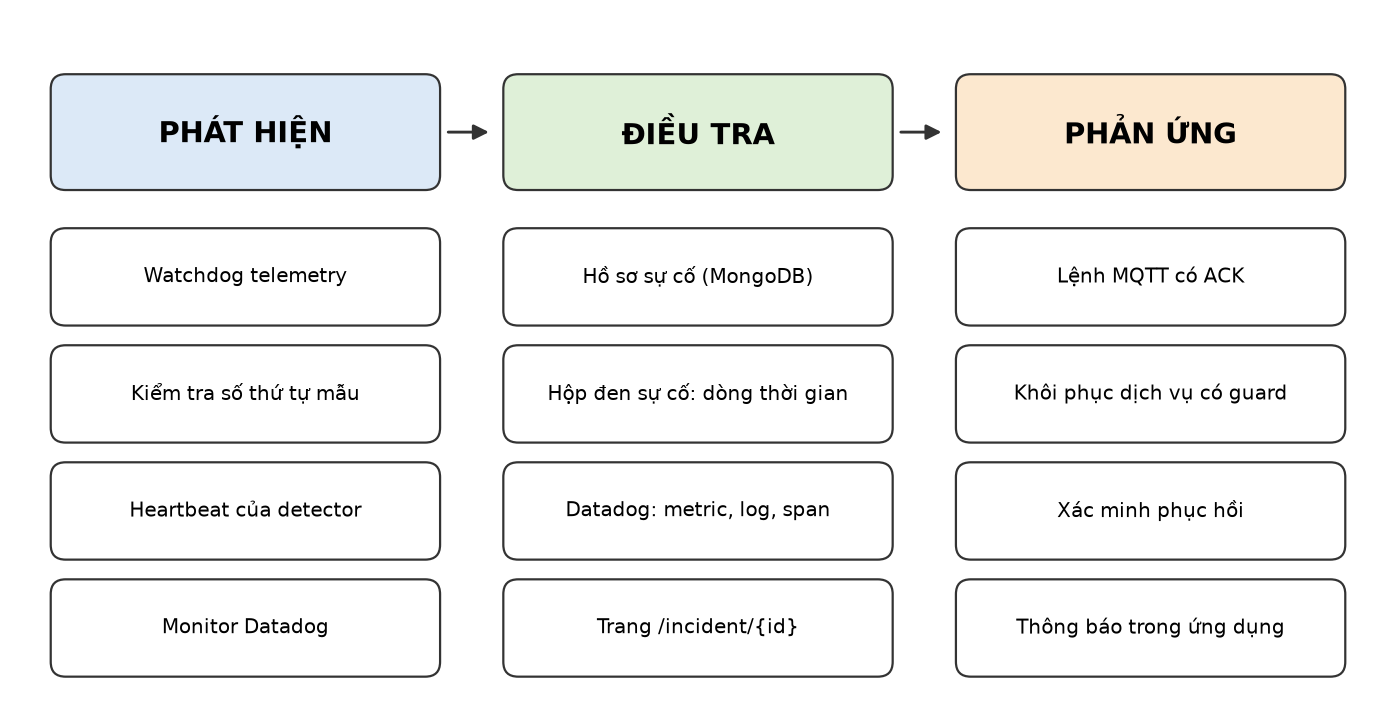 PHÁT HIỆN
ĐIỀU TRA
PHẢN ỨNG
Watchdog telemetry
Hồ sơ sự cố (MongoDB)
Lệnh MQTT có ACK
Kiểm tra số thứ tự mẫu
Hộp đen sự cố: dòng thời gian
Khôi phục dịch vụ có guard
Heartbeat của detector
Datadog: metric, log, span
Xác minh phục hồi
Monitor Datadog
Trang /incident/{id}
Thông báo trong ứng dụng